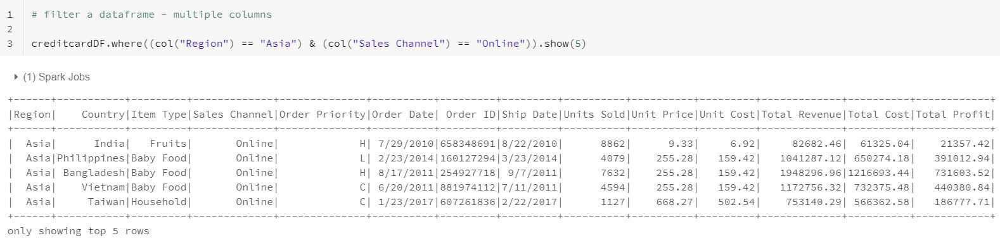 1 # filter a dataframe - multiple columns
2
3 creditcardDF.where((col("Region") == "Asia") & (col("Sales Channel") == "Online")).show(5)
(1) Spark Jobs
+------+-----------+---------+-------------+--------------+----------+---------+---------+----------+----------+---------+-------------+----------+------------+
|Region|    Country|Item Type|Sales Channel|Order Priority|Order Date| Order ID|Ship Date|Units Sold|Unit Price|Unit Cost|Total Revenue|Total Cost|Total Profit|
+------+-----------+---------+-------------+--------------+----------+---------+---------+----------+----------+---------+-------------+----------+------------+
|  Asia|      India|   Fruits|       Online|             H| 7/29/2010|658348691|8/22/2010|      8862|      9.33|     6.92|     82682.46|  61325.04|    21357.42|
|  Asia|Philippines|Baby Food|       Online|             L| 2/23/2014|160127294|3/23/2014|      4079|    255.28|   159.42|   1041287.12| 650274.18|   391012.94|
|  Asia| Bangladesh|Baby Food|       Online|             H| 8/17/2011|254927718| 9/7/2011|      7632|    255.28|   159.42|   1948296.96|1216693.44|   731603.52|
|  Asia|    Vietnam|Baby Food|       Online|             C| 6/20/2011|881974112|7/11/2011|      4594|    255.28|   159.42|   1172756.32| 732375.48|   440380.84|
|  Asia|     Taiwan|Household|       Online|             C| 1/23/2017|607261836|2/22/2017|      1127|    668.27|   502.54|    753140.29| 566362.58|   186777.71|
+------+-----------+---------+-------------+--------------+----------+---------+---------+----------+----------+---------+-------------+----------+------------+
only showing top 5 rows